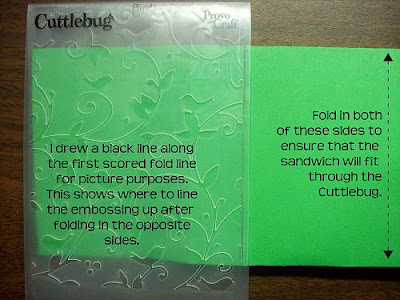 Cuttlebug
Provo
Craft
I drew a black line along
the first scored fold line
for picture purposes.
This shows where to line
the embossing up after
folding in the opposite
sides.
Fold in both
of these sides to
ensure that the
sandwich will fit
through the
Cuttlebug.